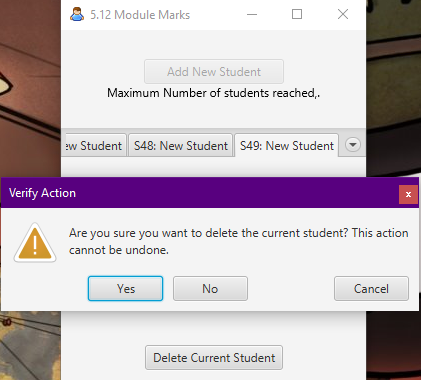 5.12 Module Marks
Add New Student
Maximum Number of students reached,.
ew Student
S48: New Student
S49: New Student
Verify Action
Are you sure you want to delete the current student? This action
cannot be undone.
Yes
No
Cancel
Delete Current Student